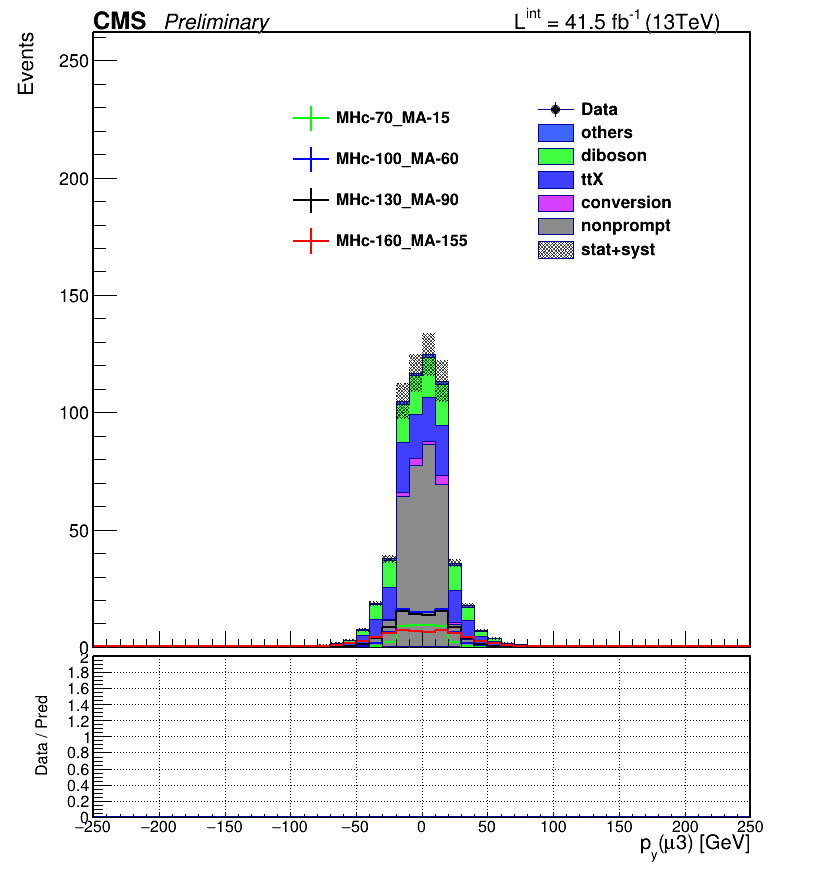 CMS Preliminary L^int = 41.5 fb^-1 (13TeV)
Events
250
200
150
100
50
0
MHc-70_MA-15
MHc-100_MA-60
MHc-130_MA-90
MHc-160_MA-155
Data
others
diboson
ttX
conversion
nonprompt
stat+syst
Data / Pred
2
1.8
1.6
1.4
1.2
1
0.8
0.6
0.4
0.2
0
−250 −200 −150 −100 −50 0 50 100 150 200 250
p_y(μ3) [GeV]